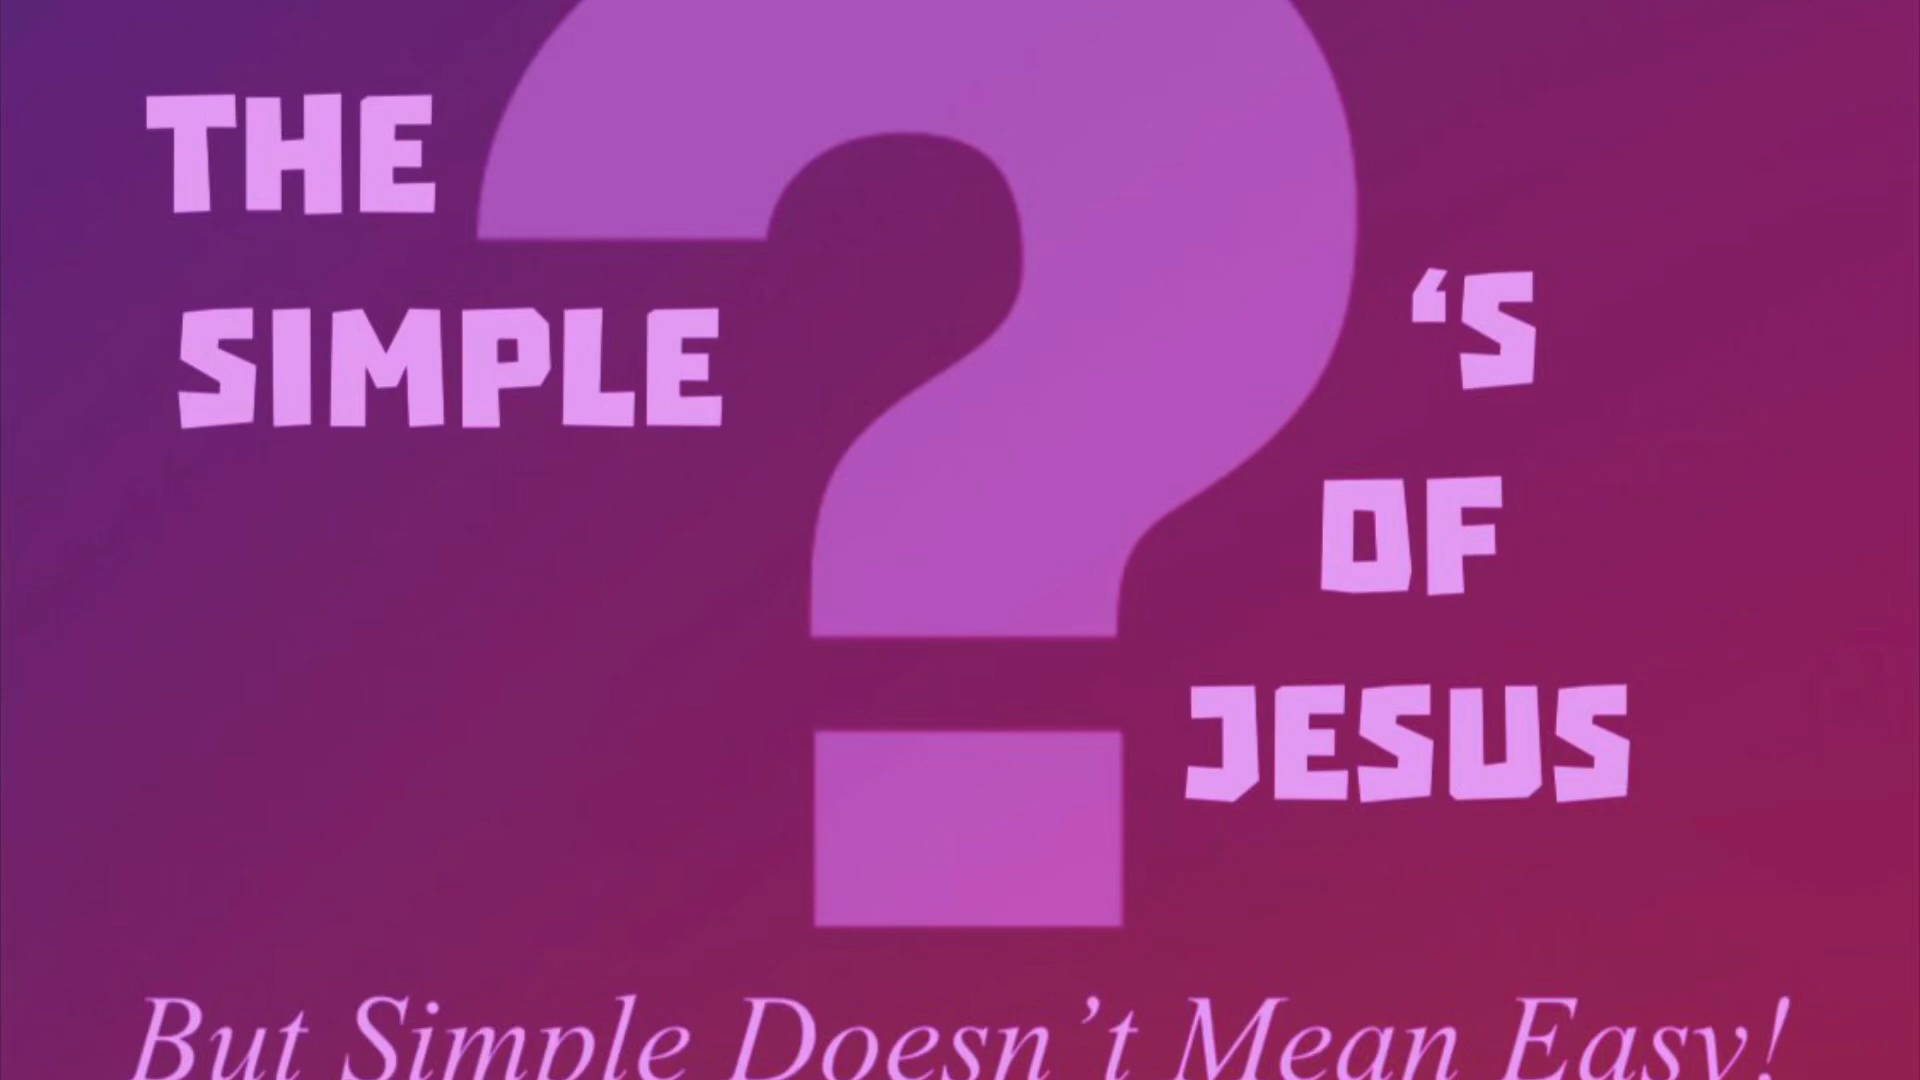 THE
SIMPLE
?
‘S
OF
JESUS
But Simple Doesn’t Mean Easy!